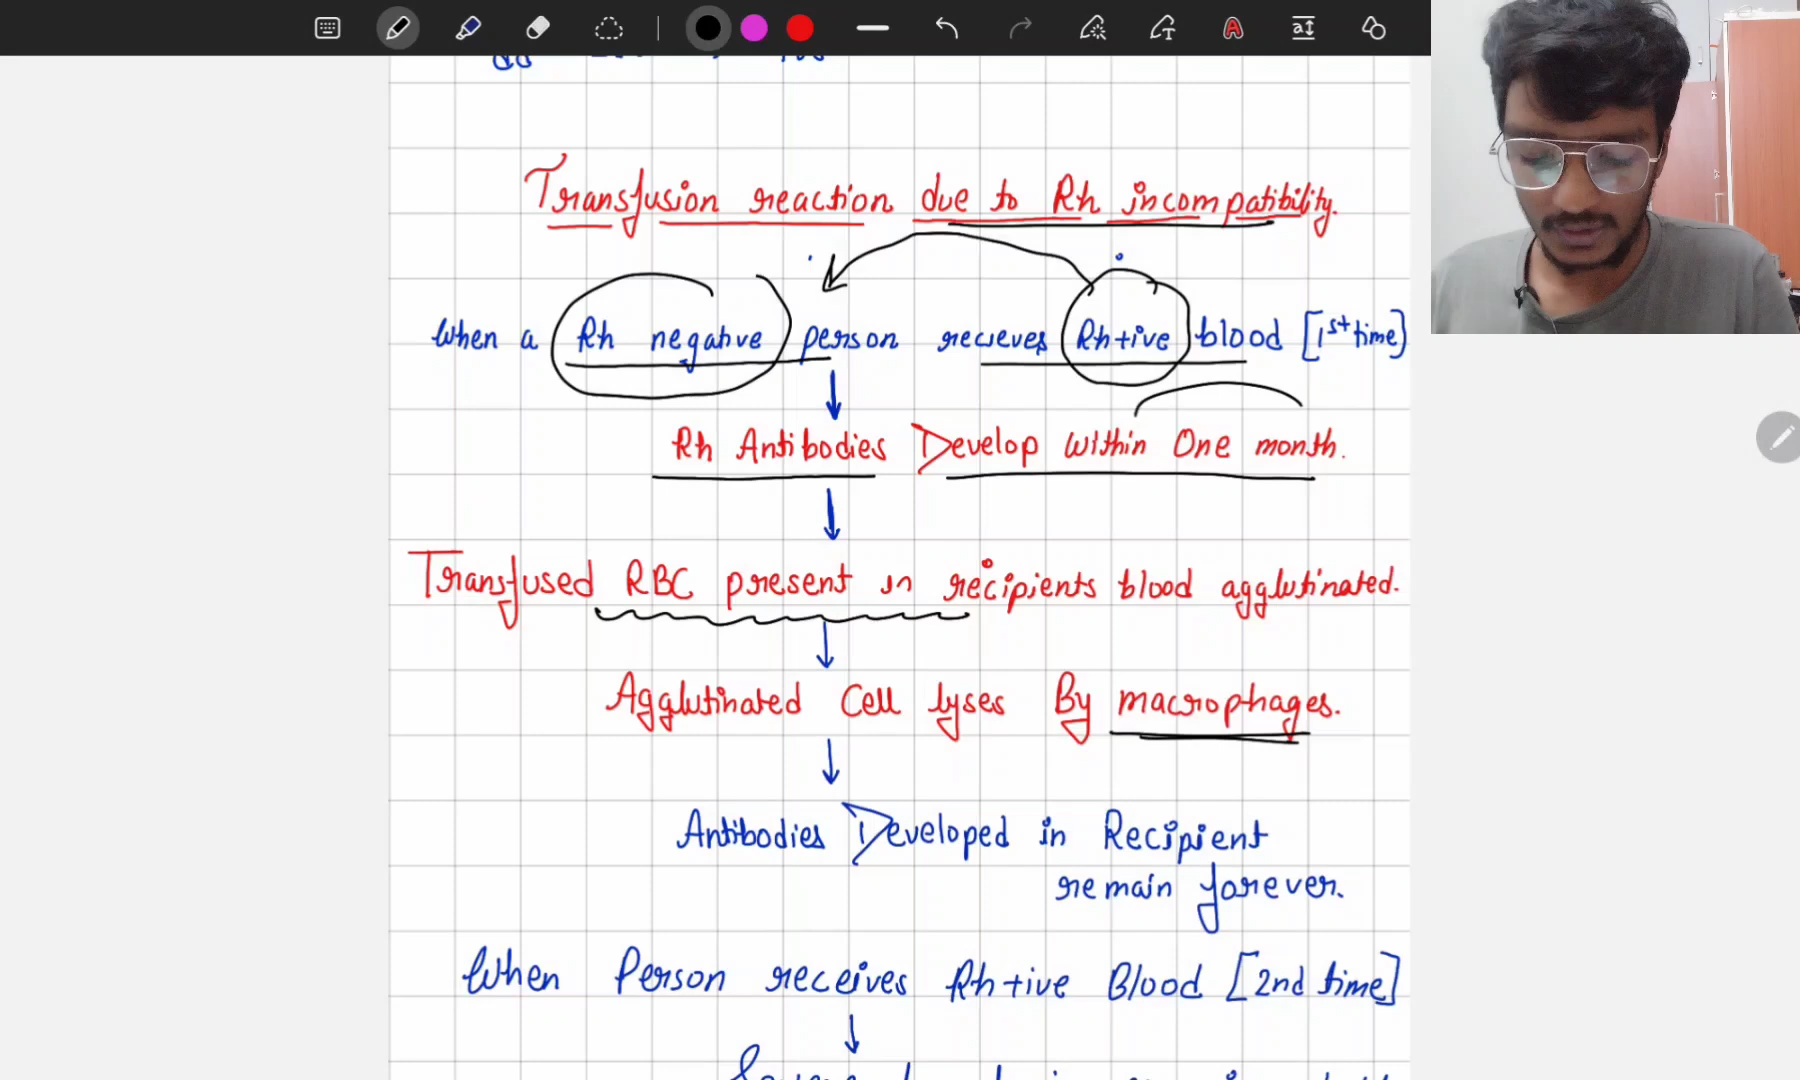 Transfusion reaction due to Rh incompatibility.
When a Rh negative person recieves Rh+ive blood [1st time]
Rh Antibodies Develop within One month.
Transfused RBC present in recipients blood agglutinated.
Agglutinated Cell lyses By macrophages.
Antibodies Developed in Recipient
remain forever.
When Person receives Rh+ive Blood [2nd time]